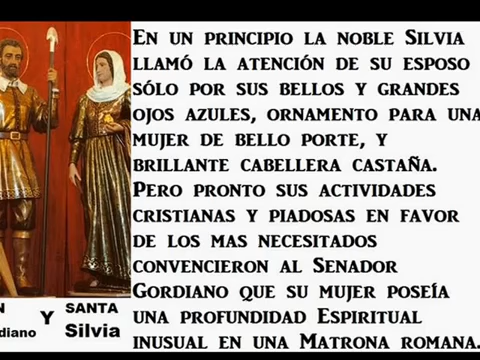 En un principio la noble Silvia
llamó la atención de su esposo
sólo por sus bellos y grandes
ojos azules, ornamento para una
mujer de bello porte, y
brillante cabellera castaña.
Pero pronto sus actividades
cristianas y piadosas en favor
de los mas necesitados
convencieron al Senador
Gordiano que su mujer poseía
una profundidad Espiritual
inusual en una Matrona romana.
N Y SANTA
diano Silvia